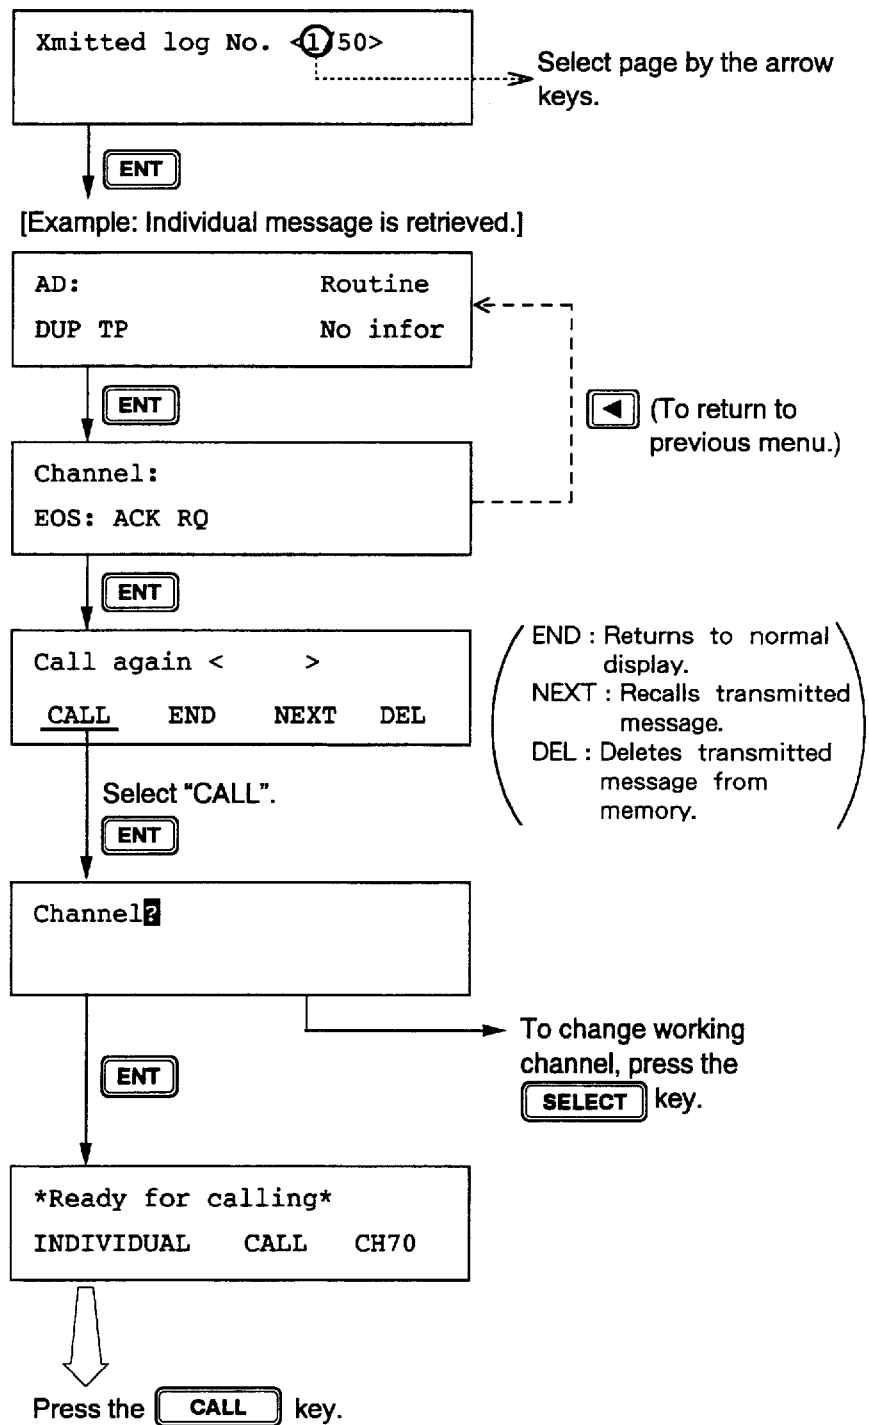 Xmitted log No. <1/50>
Select page by the arrow
keys.
ENT
[Example: Individual message is retrieved.]
AD: Routine
DUP TP No infor
ENT
◄ (To return to
previous menu.)
Channel:
EOS: ACK RQ
ENT
Call again < >
CALL END NEXT DEL
END : Returns to normal
display.
NEXT : Recalls transmitted
message.
DEL : Deletes transmitted
message from
memory.
Select "CALL".
ENT
Channel?
To change working
channel, press the
SELECT key.
ENT
*Ready for calling*
INDIVIDUAL CALL CH70
Press the CALL key.